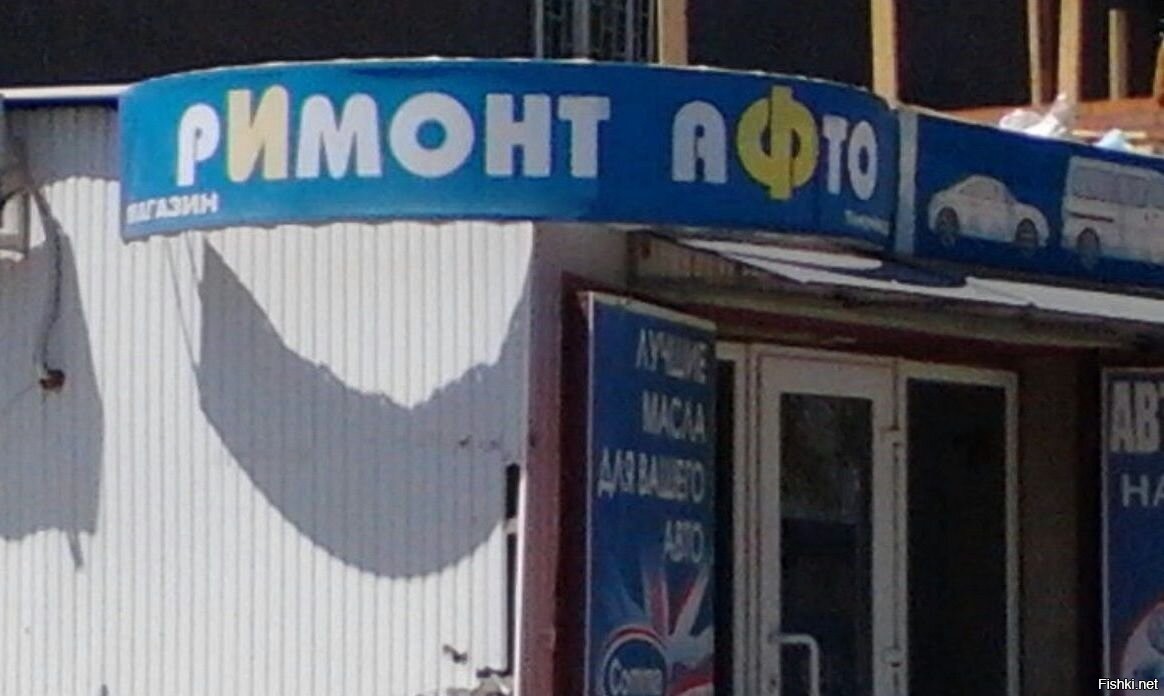 РИМОНТ АФТО
МАГАЗИН
ЛУЧШИЕ
МАСЛА
ДЛЯ ВАШЕГО
АВТО
Fishki.net